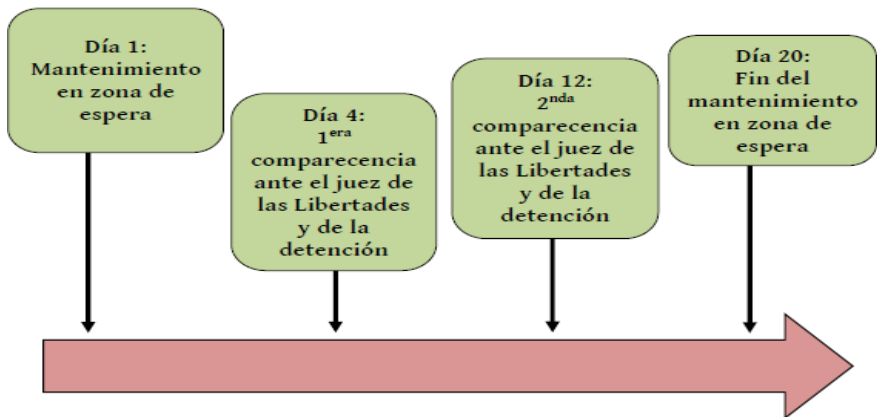 Día 1:
Mantenimiento
en zona de
espera
Día 4:
1era
comparecencia
ante el juez de
las Libertades
y de la
detención
Día 12:
2nda
comparecencia
ante el juez de
las Libertades
y de la
detención
Día 20:
Fin del
mantenimiento
en zona de
espera